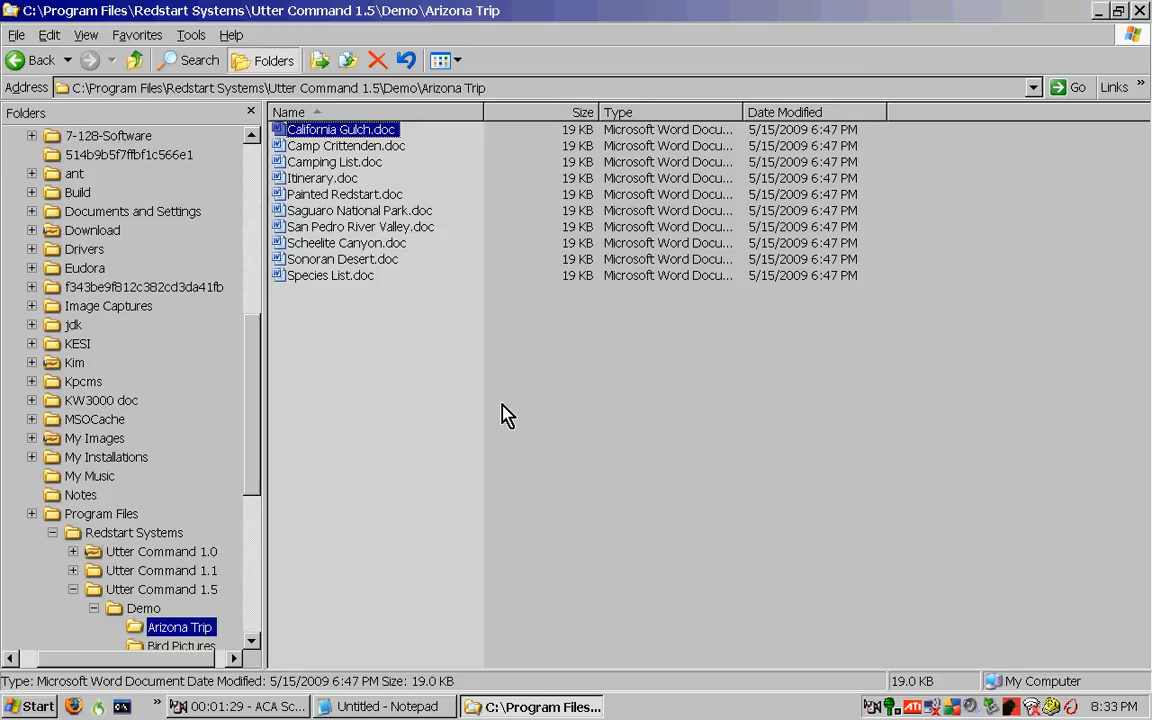 C:\Program Files\Redstart Systems\Utter Command 1.5\Demo\Arizona Trip
File Edit View Favorites Tools Help
Back Search Folders
Address C:\Program Files\Redstart Systems\Utter Command 1.5\Demo\Arizona Trip Go Links »
Folders
7-128-Software
514b9b5f7ffbf1c566e1
ant
Build
Documents and Settings
Download
Drivers
Eudora
f343be9f812c382cd3da41fb
Image Captures
jdk
KESI
Kim
Kpcms
KW3000 doc
MSOCache
My Images
My Installations
My Music
Notes
Program Files
Redstart Systems
Utter Command 1.0
Utter Command 1.1
Utter Command 1.5
Demo
Arizona Trip
Bird Pictures
Name Size Type Date Modified
California Gulch.doc 19 KB Microsoft Word Docu... 5/15/2009 6:47 PM
Camp Crittenden.doc 19 KB Microsoft Word Docu... 5/15/2009 6:47 PM
Camping List.doc 19 KB Microsoft Word Docu... 5/15/2009 6:47 PM
Itinerary.doc 19 KB Microsoft Word Docu... 5/15/2009 6:47 PM
Painted Redstart.doc 19 KB Microsoft Word Docu... 5/15/2009 6:47 PM
Saguaro National Park.doc 19 KB Microsoft Word Docu... 5/15/2009 6:47 PM
San Pedro River Valley.doc 19 KB Microsoft Word Docu... 5/15/2009 6:47 PM
Scheelite Canyon.doc 19 KB Microsoft Word Docu... 5/15/2009 6:47 PM
Sonoran Desert.doc 19 KB Microsoft Word Docu... 5/15/2009 6:47 PM
Species List.doc 19 KB Microsoft Word Docu... 5/15/2009 6:47 PM
Type: Microsoft Word Document Date Modified: 5/15/2009 6:47 PM Size: 19.0 KB 19.0 KB My Computer
Start » 00:01:29 - ACA Sc... Untitled - Notepad C:\Program Files... ATI 8:33 PM